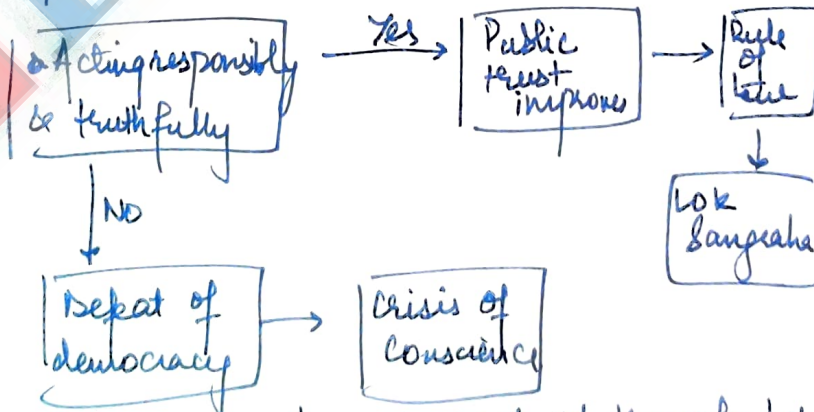 Acting responsibly
& truthfully
Yes
Public
trust
improves
Rule
of
Law
Lok
Sangraha
NO
Defeat of
democracy
Crisis of
Conscience